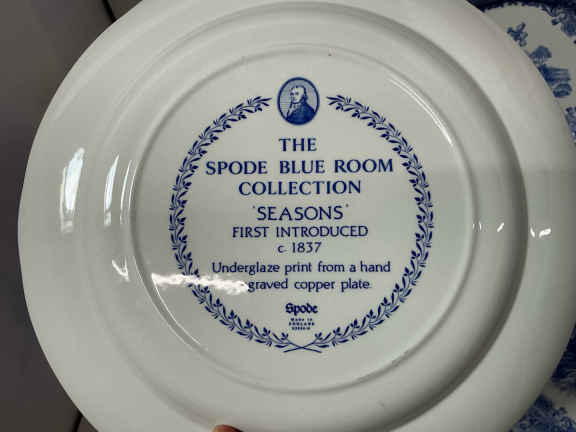 THE
SPODE BLUE ROOM
COLLECTION
'SEASONS'
FIRST INTRODUCED
c. 1837
Underglaze print from a hand
graved copper plate.
Spode
MADE IN
ENGLAND